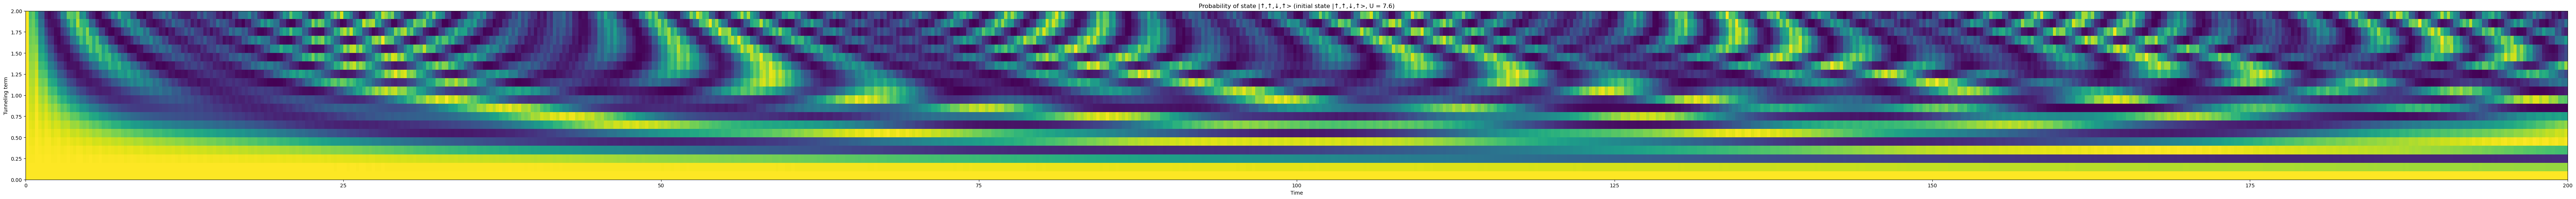 Probability of state |↑,↑,↓,↑> (initial state |↑,↑,↓,↑>, U = 7.6)
2.00
1.75
1.50
1.25
1.00
0.75
0.50
0.25
0.00
Tunneling term
0 25 50 75 100 125 150 175 200
Time